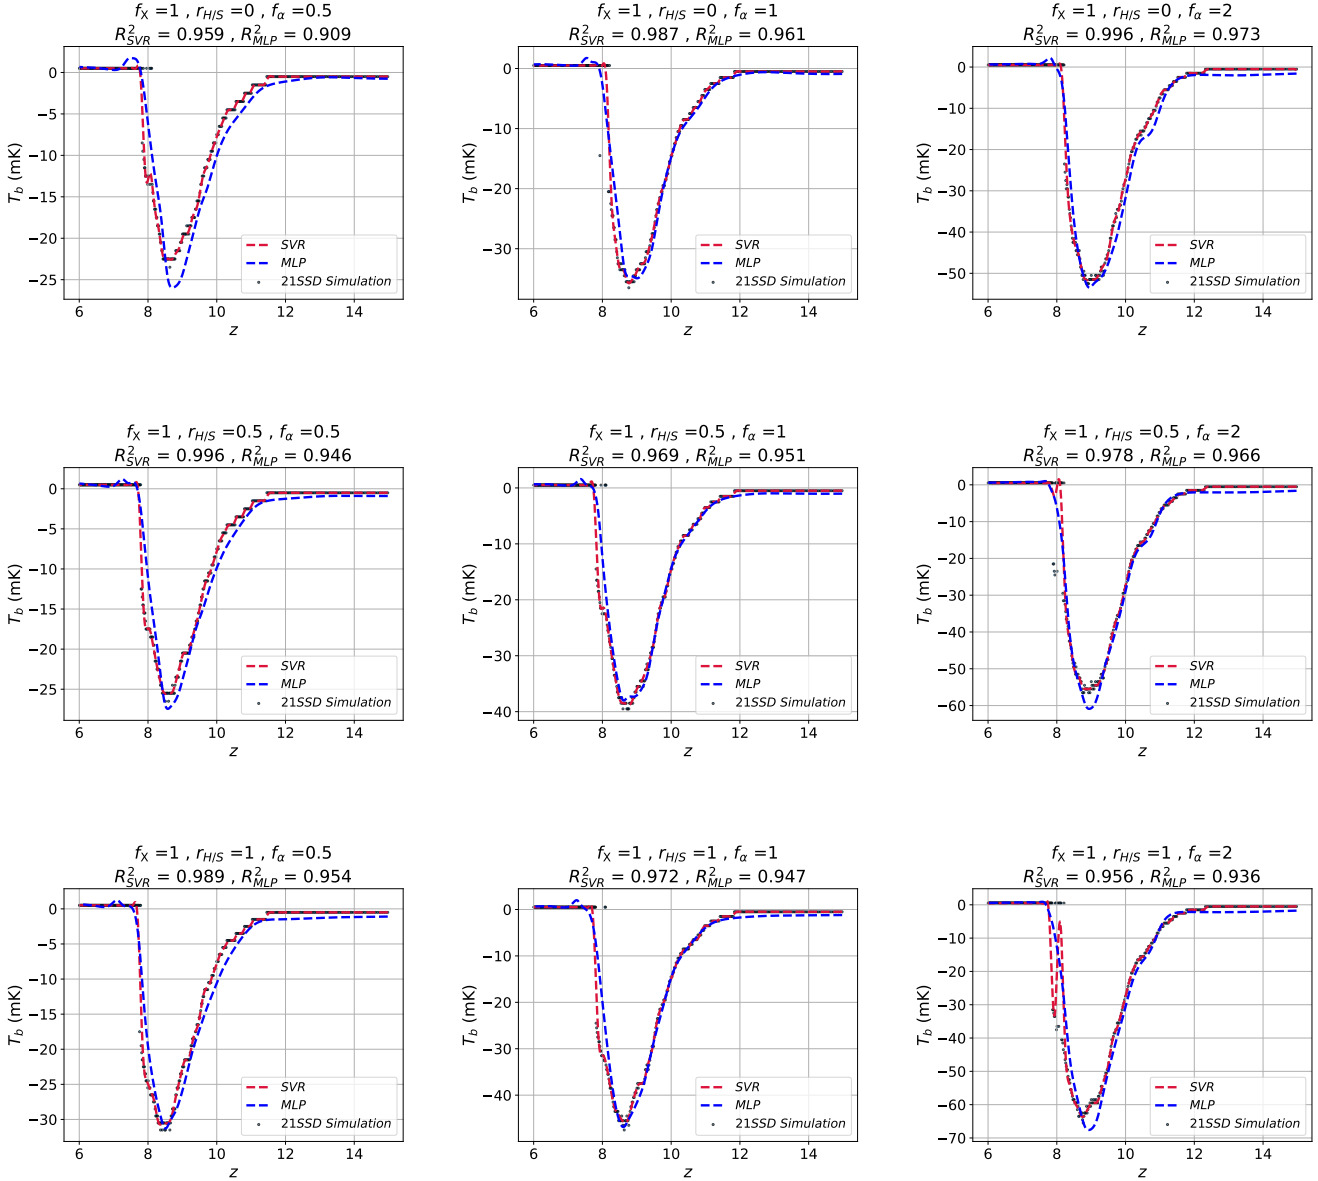 f_X =1 , r_H/S =0 , f_α =0.5
R²_SVR = 0.959 , R²_MLP = 0.909
0
−5
−10
−15
−20
−25
T_b (mK)
SVR
MLP
21SSD Simulation
6 8 10 12 14
z
f_X =1 , r_H/S =0 , f_α =1
R²_SVR = 0.987 , R²_MLP = 0.961
0
−10
−20
−30
T_b (mK)
SVR
MLP
21SSD Simulation
6 8 10 12 14
z
f_X =1 , r_H/S =0 , f_α =2
R²_SVR = 0.996 , R²_MLP = 0.973
0
−10
−20
−30
−40
−50
T_b (mK)
SVR
MLP
21SSD Simulation
6 8 10 12 14
z
f_X =1 , r_H/S =0.5 , f_α =0.5
R²_SVR = 0.996 , R²_MLP = 0.946
0
−5
−10
−15
−20
−25
T_b (mK)
SVR
MLP
21SSD Simulation
6 8 10 12 14
z
f_X =1 , r_H/S =0.5 , f_α =1
R²_SVR = 0.969 , R²_MLP = 0.951
0
−10
−20
−30
−40
T_b (mK)
SVR
MLP
21SSD Simulation
6 8 10 12 14
z
f_X =1 , r_H/S =0.5 , f_α =2
R²_SVR = 0.978 , R²_MLP = 0.966
0
−10
−20
−30
−40
−50
−60
T_b (mK)
SVR
MLP
21SSD Simulation
6 8 10 12 14
z
f_X =1 , r_H/S =1 , f_α =0.5
R²_SVR = 0.989 , R²_MLP = 0.954
0
−5
−10
−15
−20
−25
−30
T_b (mK)
SVR
MLP
21SSD Simulation
6 8 10 12 14
z
f_X =1 , r_H/S =1 , f_α =1
R²_SVR = 0.972 , R²_MLP = 0.947
0
−10
−20
−30
−40
T_b (mK)
SVR
MLP
21SSD Simulation
6 8 10 12 14
z
f_X =1 , r_H/S =1 , f_α =2
R²_SVR = 0.956 , R²_MLP = 0.936
0
−10
−20
−30
−40
−50
−60
−70
T_b (mK)
SVR
MLP
21SSD Simulation
6 8 10 12 14
z